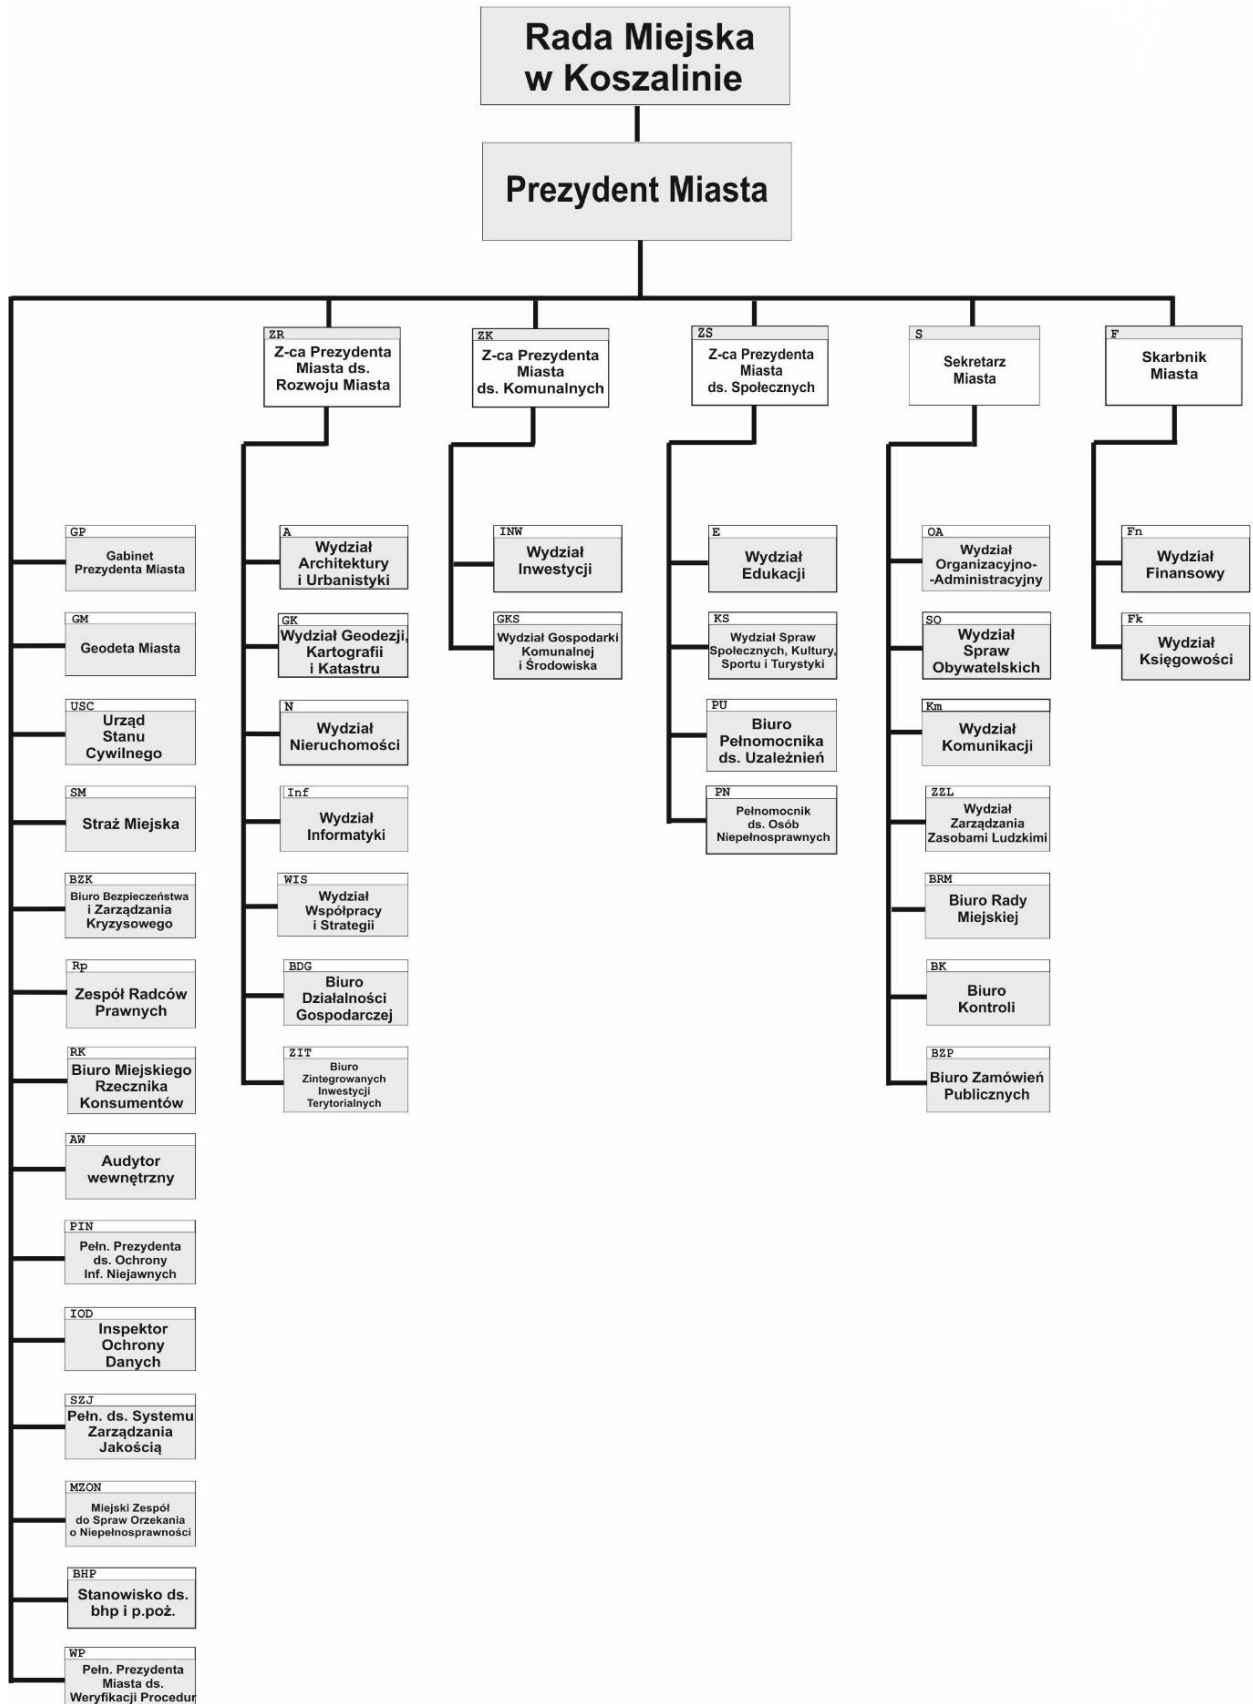 Rada Miejska
w Koszalinie
Prezydent Miasta
ZR
Z-ca Prezydenta
Miasta ds.
Rozwoju Miasta
ZK
Z-ca Prezydenta
Miasta
ds. Komunalnych
ZS
Z-ca Prezydenta
Miasta
ds. Społecznych
S
Sekretarz
Miasta
F
Skarbnik
Miasta
GP
Gabinet
Prezydenta Miasta
GM
Geodeta Miasta
USC
Urząd
Stanu
Cywilnego
SM
Straż Miejska
BZK
Biuro Bezpieczeństwa
i Zarządzania
Kryzysowego
Rp
Zespół Radców
Prawnych
RK
Biuro Miejskiego
Rzecznika
Konsumentów
AW
Audytor
wewnętrzny
PIN
Pełn. Prezydenta
ds. Ochrony
Inf. Niejawnych
IOD
Inspektor
Ochrony
Danych
SZJ
Pełn. ds. Systemu
Zarządzania
Jakością
MZON
Miejski Zespół
do Spraw Orzekania
o Niepełnosprawności
BHP
Stanowisko ds.
bhp i p.poż.
WP
Pełn. Prezydenta
Miasta ds.
Weryfikacji Procedur
A
Wydział
Architektury
i Urbanistyki
GK
Wydział Geodezji,
Kartografii
i Katastru
N
Wydział
Nieruchomości
Inf
Wydział
Informatyki
WIS
Wydział
Współpracy
i Strategii
BDG
Biuro
Działalności
Gospodarczej
ZIT
Biuro
Zintegrowanych
Inwestycji
Terytorialnych
INW
Wydział
Inwestycji
GKS
Wydział Gospodarki
Komunalnej
i Środowiska
E
Wydział
Edukacji
KS
Wydział Spraw
Społecznych, Kultury,
Sportu i Turystyki
PU
Biuro
Pełnomocnika
ds. Uzależnień
PN
Pełnomocnik
ds. Osób
Niepełnosprawnych
OA
Wydział
Organizacyjno-
-Administracyjny
SO
Wydział
Spraw
Obywatelskich
Km
Wydział
Komunikacji
ZZL
Wydział
Zarządzania
Zasobami Ludzkimi
BRM
Biuro Rady
Miejskiej
BK
Biuro
Kontroli
BZP
Biuro Zamówień
Publicznych
Fn
Wydział
Finansowy
Fk
Wydział
Księgowości